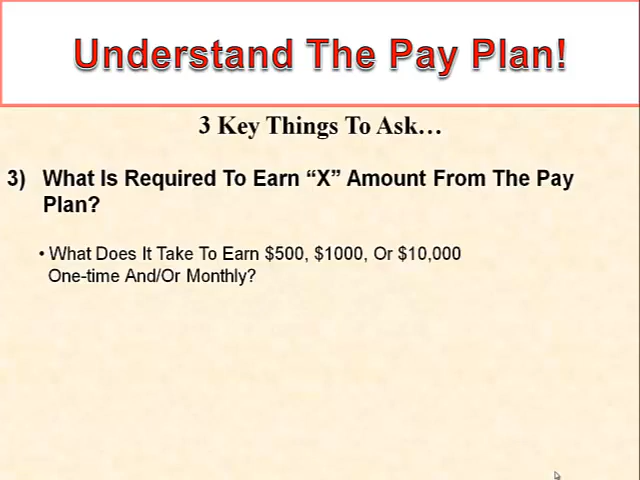 Understand The Pay Plan!
3 Key Things To Ask…
3) What Is Required To Earn “X” Amount From The Pay
Plan?
• What Does It Take To Earn $500, $1000, Or $10,000
One-time And/Or Monthly?